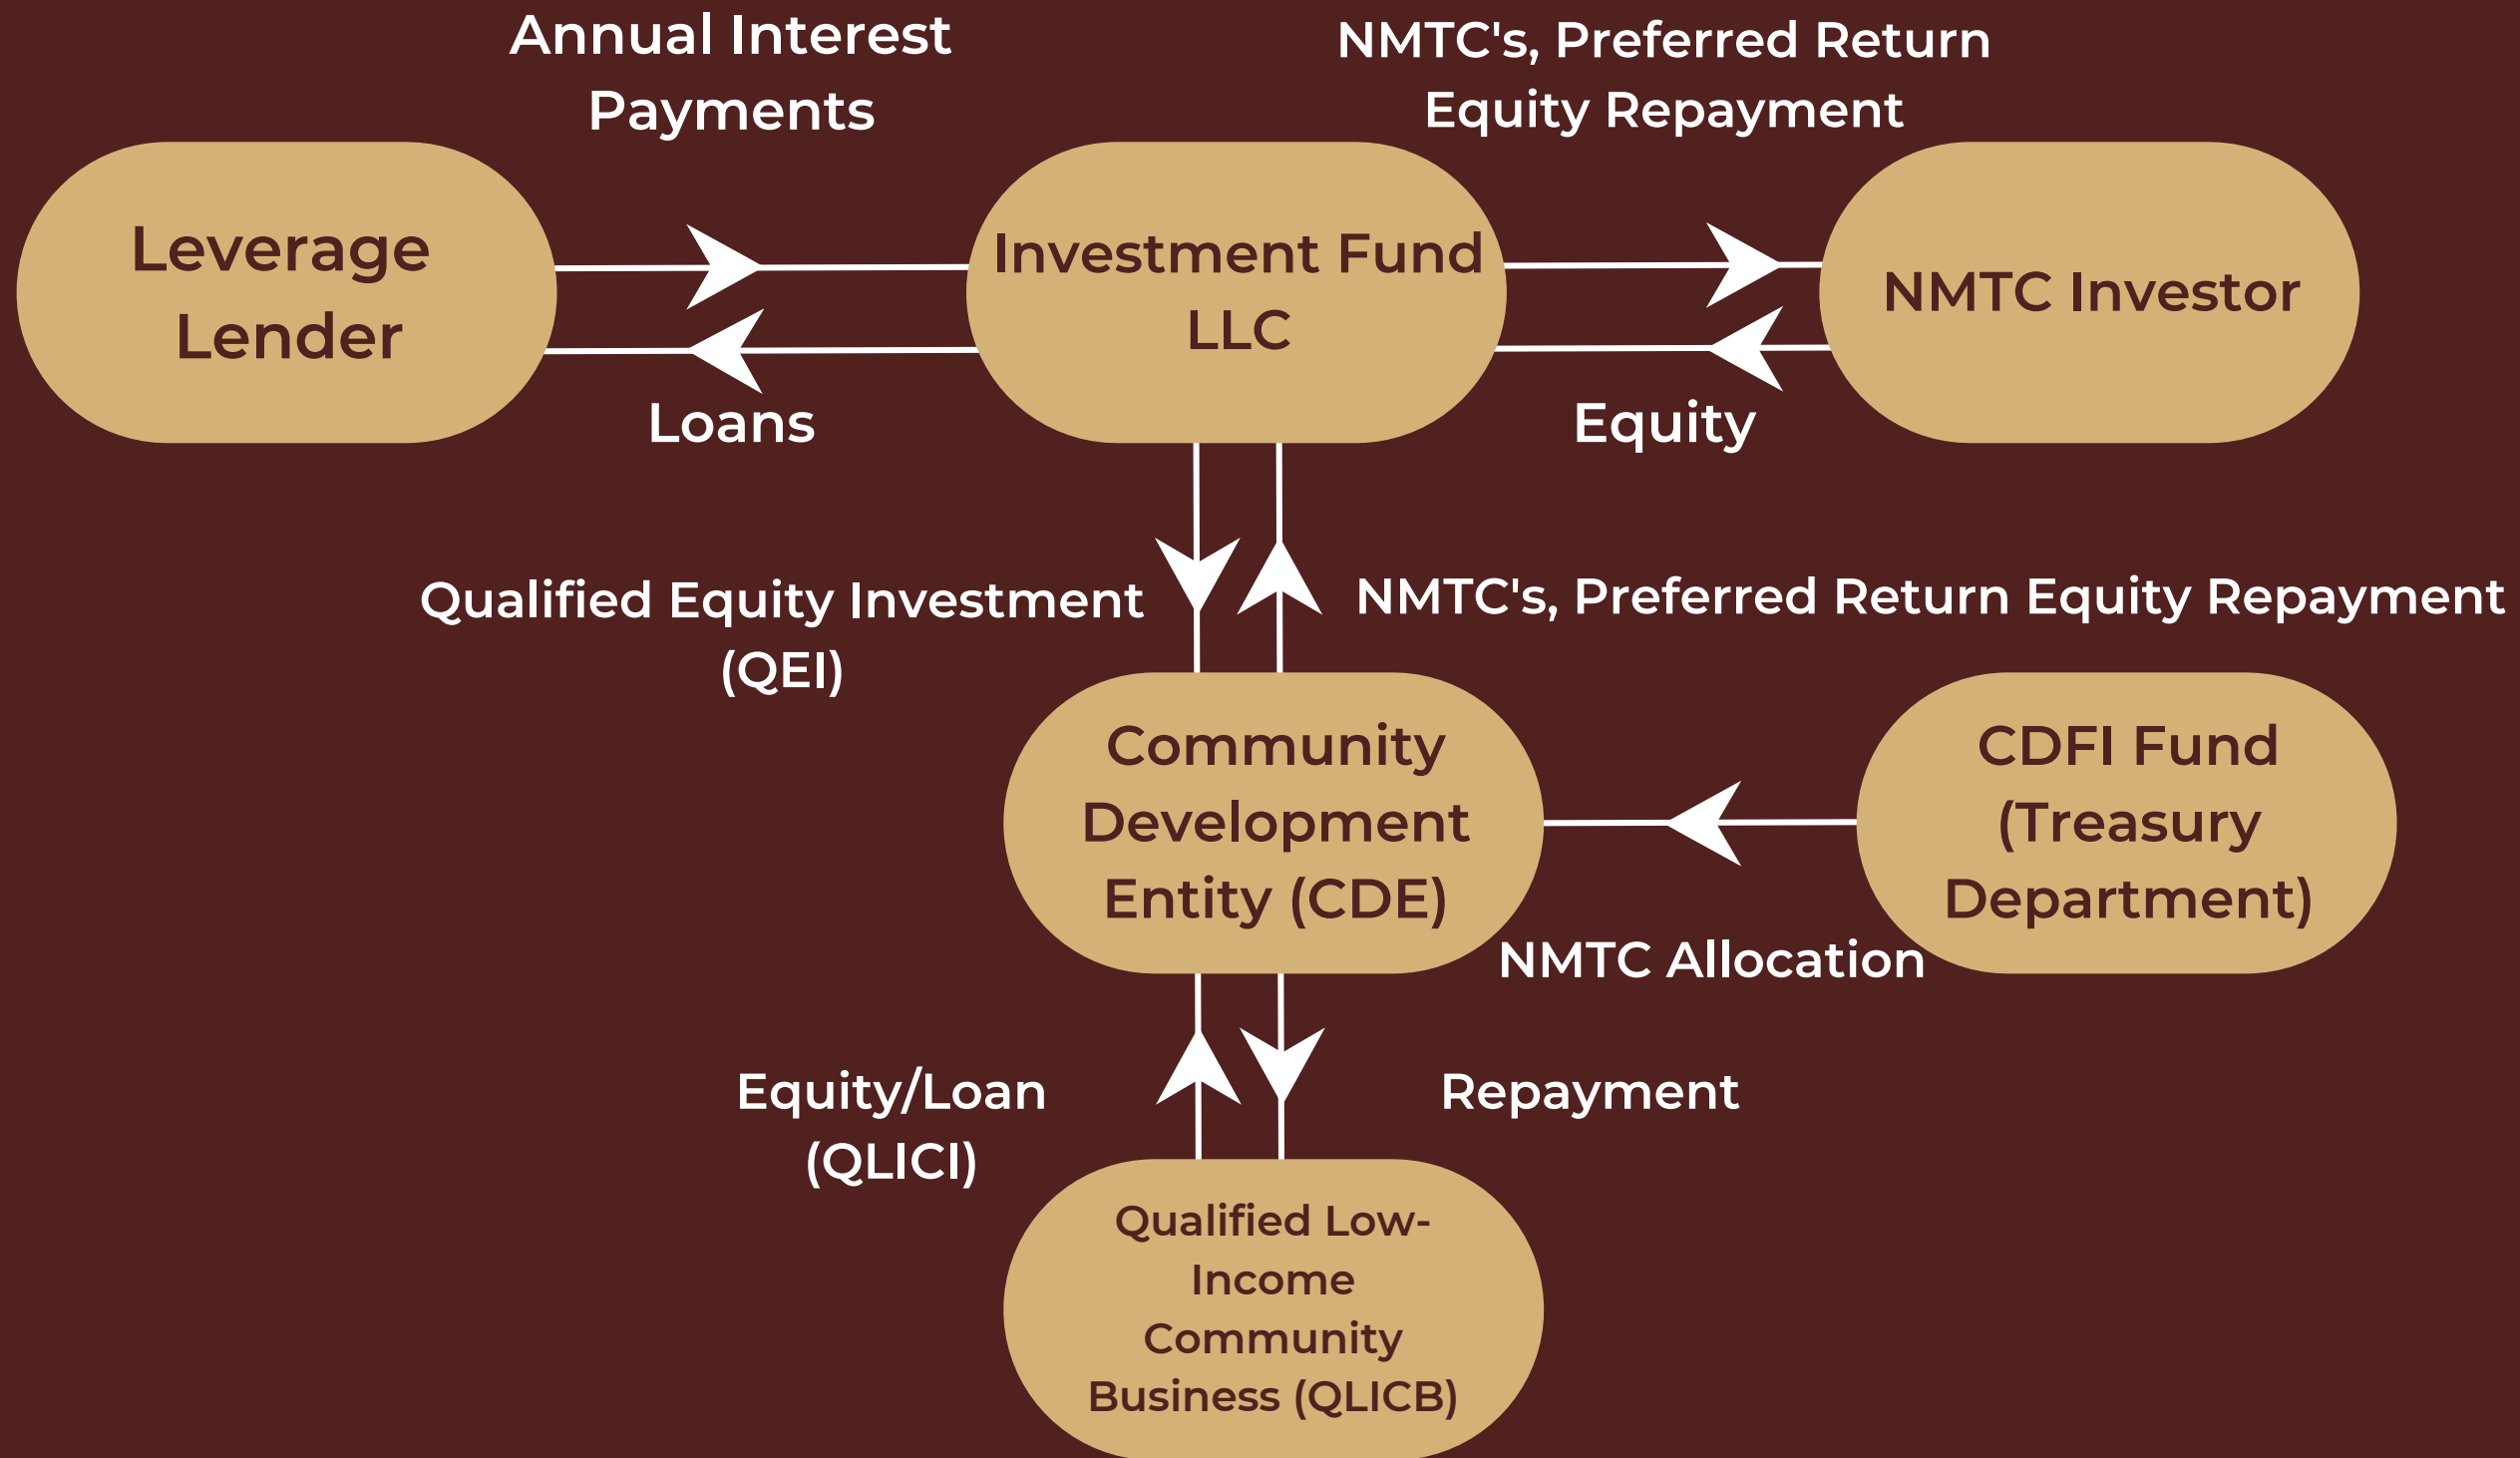 Annual Interest
Payments
NMTC's, Preferred Return
Equity Repayment
Leverage
Lender
Investment Fund
LLC
NMTC Investor
Loans
Equity
Qualified Equity Investment
(QEI)
NMTC's, Preferred Return Equity Repayment
Community
Development
Entity (CDE)
CDFI Fund
(Treasury
Department)
NMTC Allocation
Equity/Loan
(QLICI)
Repayment
Qualified Low-
Income
Community
Business (QLICB)